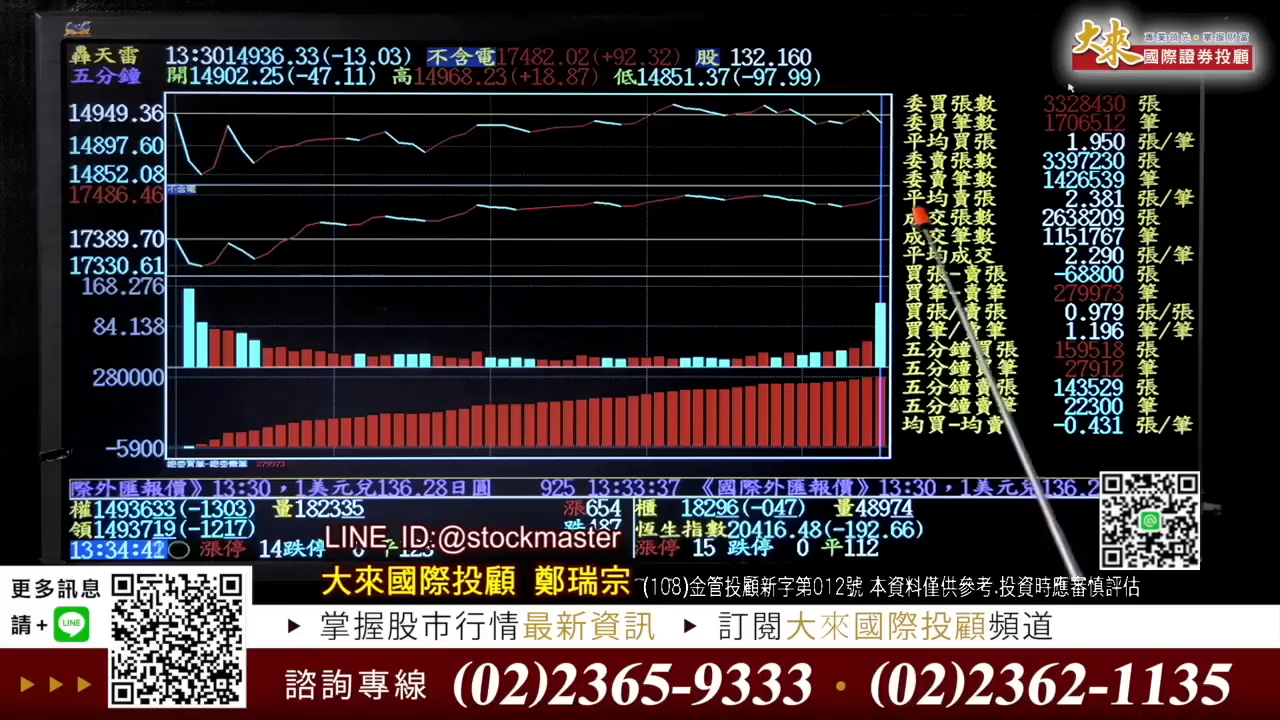 轟天雷 13:30 14936.33(-13.03) 不含電 17482.02(+92.32) 股 132.160
五分鐘 開14902.25(-47.11) 高14968.23(+18.87) 低14851.37(-97.99)
大來 專業領先・掌握財富
國際證券投顧
14949.36
14897.60
14852.08
17486.46
不含電
17389.70
17330.61
168.276
84.138
280000
-5900
279973
委買張數 3328430 張
委買筆數 1706512 筆
平均買張 1.950 張/筆
委賣張數 3397230 張
委賣筆數 1426539 筆
平均賣張 2.381 張/筆
成交張數 2638209 張
成交筆數 1151767 筆
平均成交 2.290 張/筆
買張-賣張 -68800 張
買筆-賣筆 279973 筆
買張/賣張 0.979 張/張
買筆/賣筆 1.196 筆/筆
五分鐘買張 159518 張
五分鐘買筆 27912 筆
五分鐘賣張 143529 張
五分鐘賣筆 22300 筆
均買-均賣 -0.431 張/筆
際外匯報價》13:30，1美元兌136.28日圓 925 13:33:37 《國際外匯報價》13:30，1美元兌136.2
權1493633(-1303) 量182335 漲654 櫃 18296(-047) 量48974
領1493719(-1217) 跌187 恆生指數20416.48(-192.66)
13:34:42 漲停 14跌停 0 平123 漲停 15 跌停 0 平112
LINE ID:@stockmaster
大來國際投顧 鄭瑞宗 (108)金管投顧新字第012號 本資料僅供參考.投資時應審慎評估
更多訊息
請+ LINE
掌握股市行情最新資訊 訂閱大來國際投顧頻道
諮詢專線 (02)2365-9333・(02)2362-1135